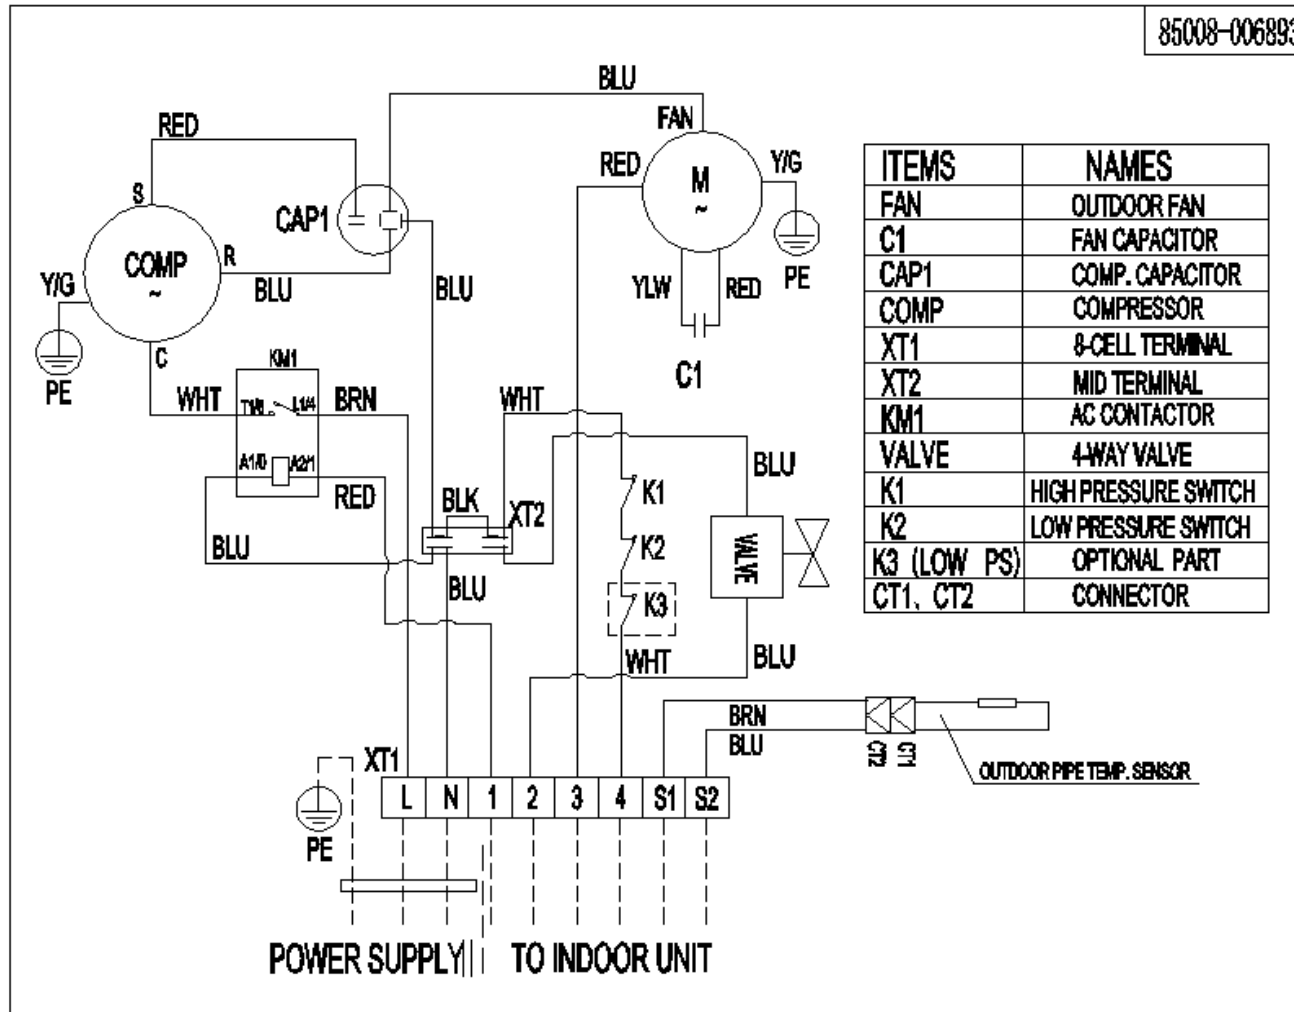 85008-006893
BLU
FAN
RED
RED
Y/G
M
~
S
CAP1
COMP
~
R
BLU
BLU
Y/G
PE
YLW
RED
PE
C1
C
KM1
WHT
L1/4
BRN
WHT
A1/0
A2/1
RED
BLK
XT2
K1
BLU
VALVE
BLU
K2
BLU
K3
WHT
BLU
ITEMS NAMES
FAN OUTDOOR FAN
C1 FAN CAPACITOR
CAP1 COMP. CAPACITOR
COMP COMPRESSOR
XT1 8-CELL TERMINAL
XT2 MID TERMINAL
KM1 AC CONTACTOR
VALVE 4-WAY VALVE
K1 HIGH PRESSURE SWITCH
K2 LOW PRESSURE SWITCH
K3 (LOW PS) OPTIONAL PART
CT1、CT2 CONNECTOR
BRN
BLU
CT2 CT1
OUTDOOR PIPE TEMP. SENSOR
XT1
L N 1 2 3 4 S1 S2
PE
POWER SUPPLY
TO INDOOR UNIT